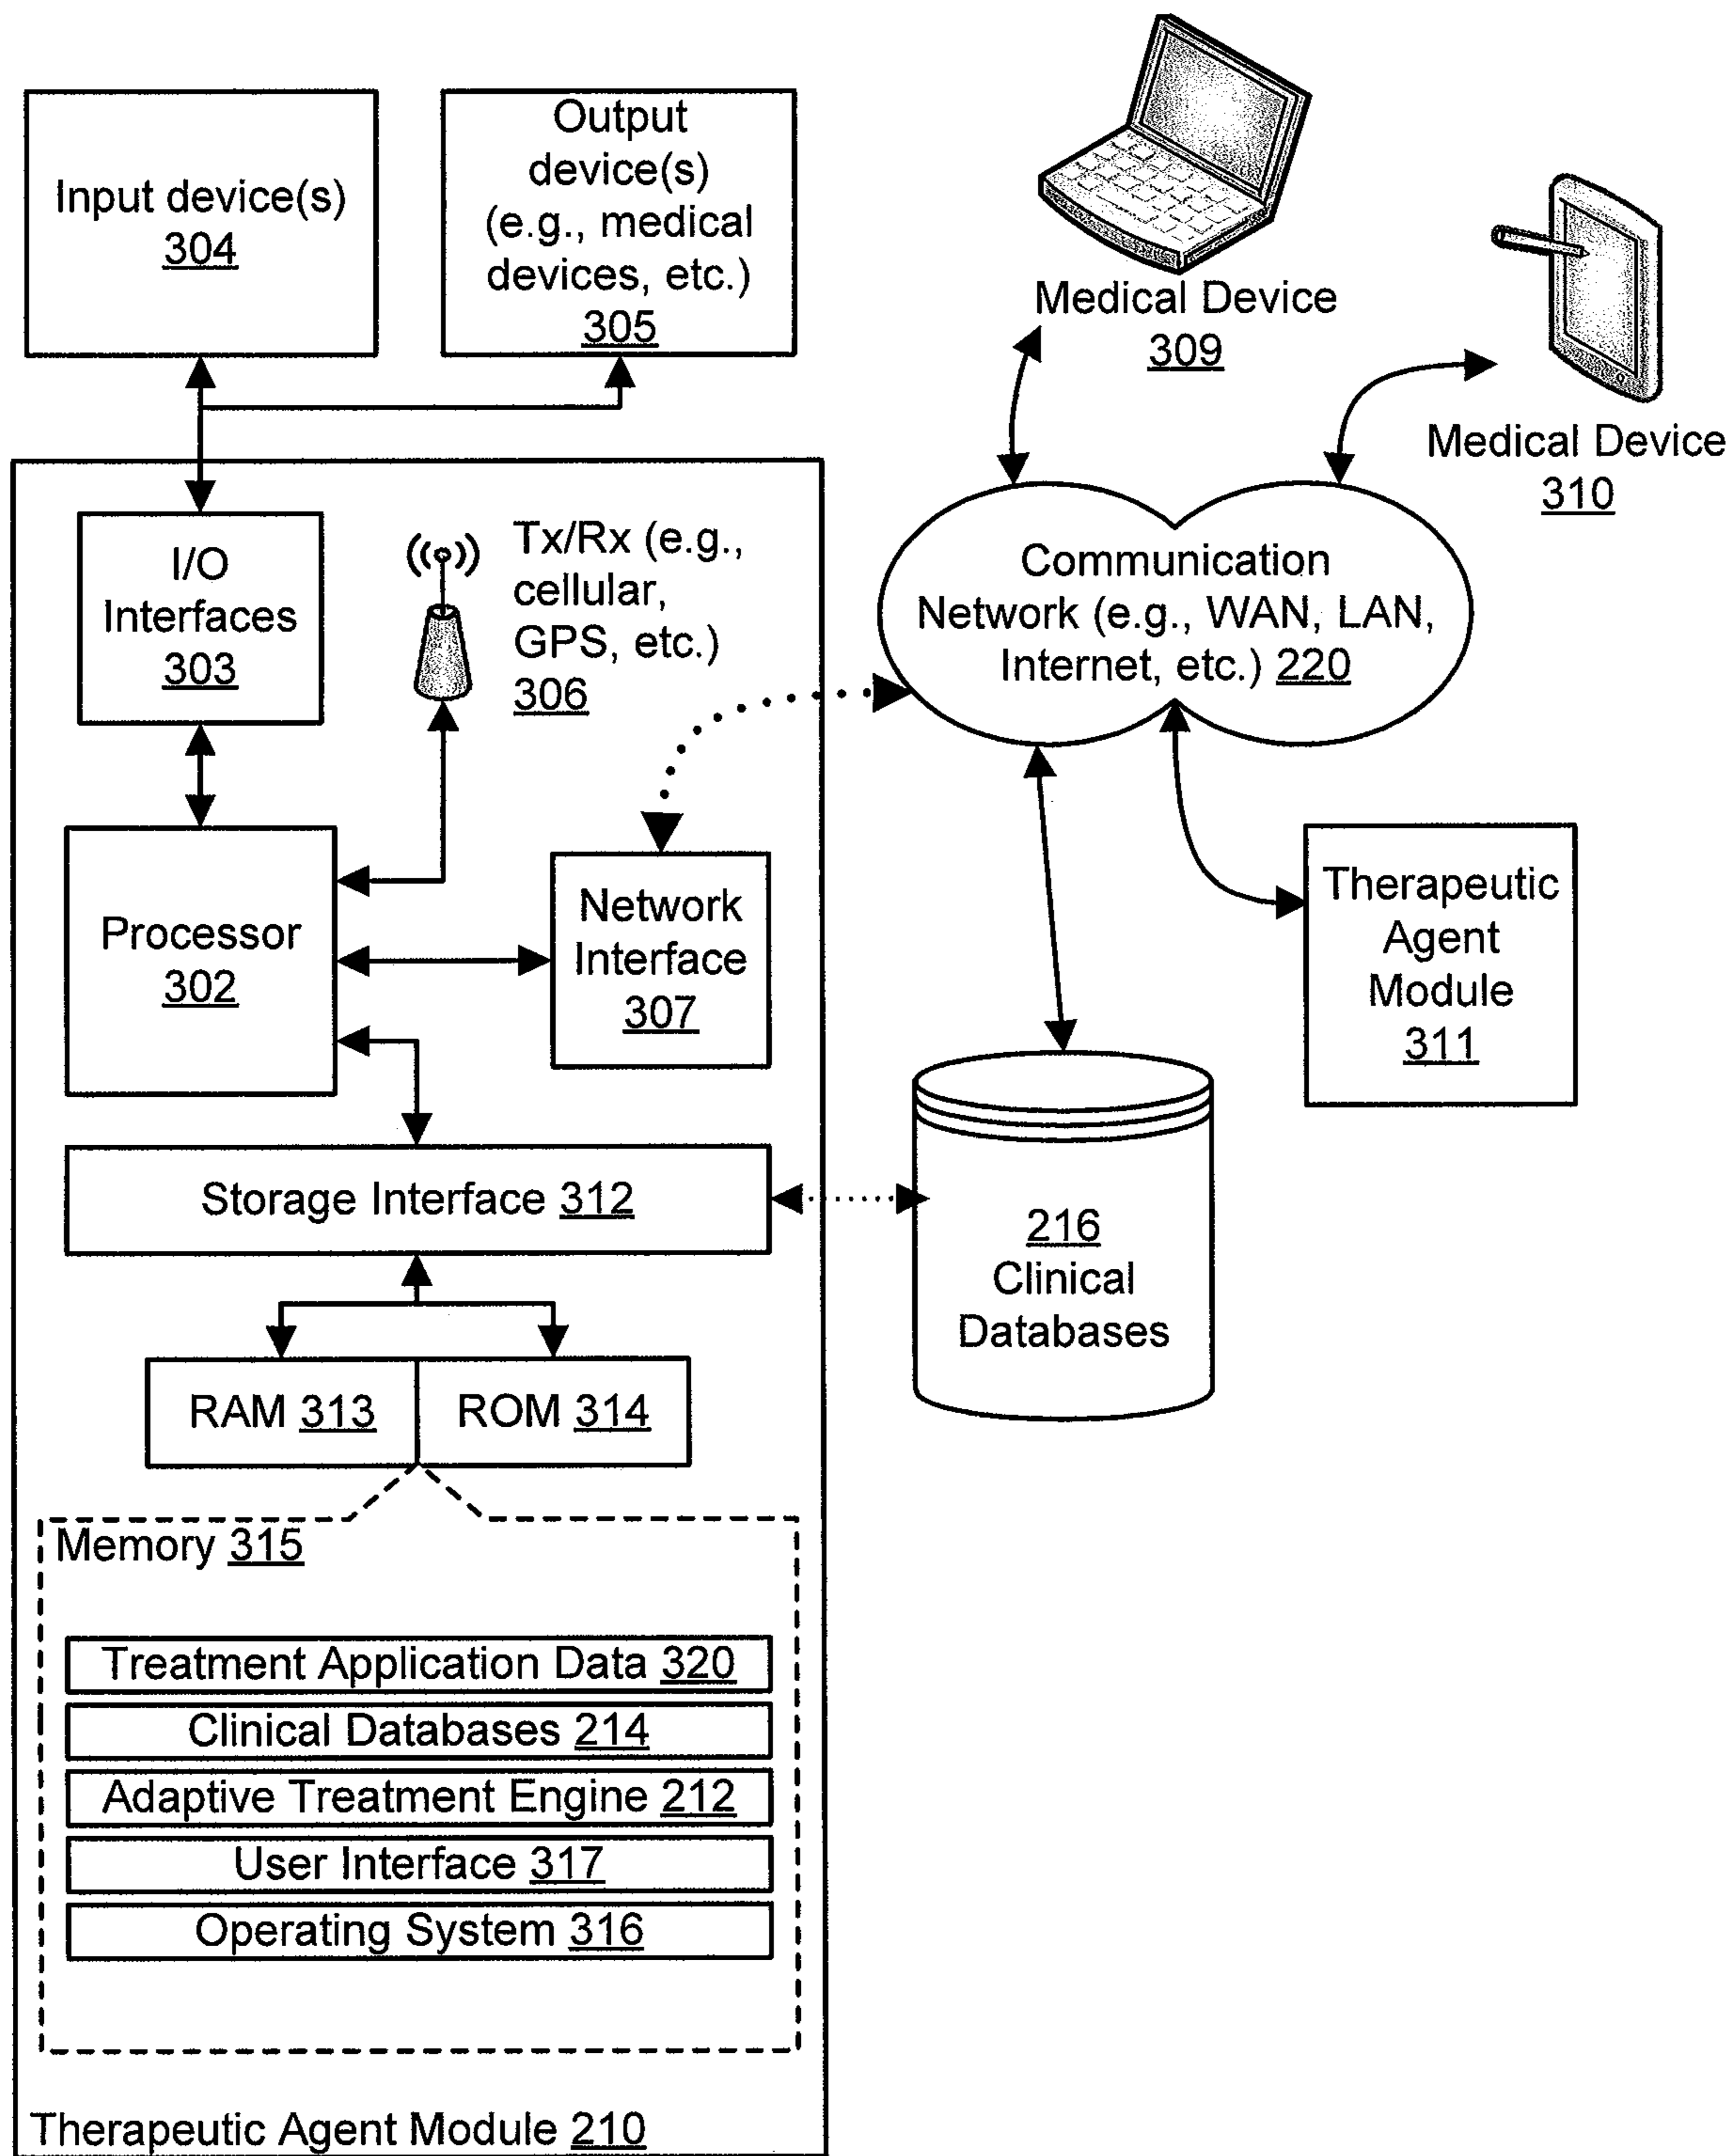 Input device(s)
304
Output
device(s)
(e.g., medical
devices, etc.)
305
Medical Device
309
Medical Device
310
I/O
Interfaces
303
Tx/Rx (e.g.,
cellular,
GPS, etc.)
306
Communication
Network (e.g., WAN, LAN,
Internet, etc.) 220
Processor
302
Network
Interface
307
Therapeutic
Agent
Module
311
Storage Interface 312
216
Clinical
Databases
RAM 313
ROM 314
Memory 315
Treatment Application Data 320
Clinical Databases 214
Adaptive Treatment Engine 212
User Interface 317
Operating System 316
Therapeutic Agent Module 210